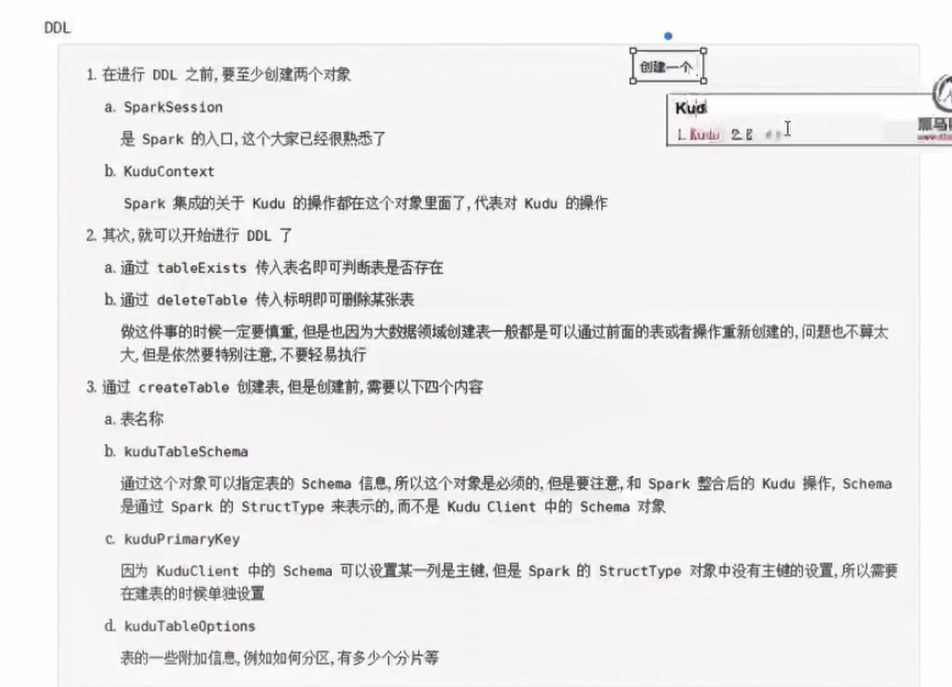 DDL
创建一个
1. 在进行 DDL 之前,要至少创建两个对象
Kud
1.Kudu 2.E
黑马
a. SparkSession
是 Spark 的入口,这个大家已经很熟悉了
b. KuduContext
Spark 集成的关于 Kudu 的操作都在这个对象里面了,代表对 Kudu 的操作
2. 其次,就可以开始进行 DDL 了
a. 通过 tableExists 传入表名即可判断表是否存在
b. 通过 deleteTable 传入标明即可删除某张表
做这件事的时候一定要慎重,但是也因为大数据领域创建表一般都是可以通过前面的表或者操作重新创建的,问题也不算太
大,但是依然要特别注意,不要轻易执行
3. 通过 createTable 创建表,但是创建前,需要以下四个内容
a. 表名称
b. kuduTableSchema
通过这个对象可以指定表的 Schema 信息,所以这个对象是必须的,但是要注意,和 Spark 整合后的 Kudu 操作, Schema
是通过 Spark 的 StructType 来表示的,而不是 Kudu Client 中的 Schema 对象
c. kuduPrimaryKey
因为 KuduClient 中的 Schema 可以设置某一列是主键,但是 Spark 的 StructType 对象中没有主键的设置,所以需要
在建表的时候单独设置
d. kuduTableOptions
表的一些附加信息,例如如何分区,有多少个分片等